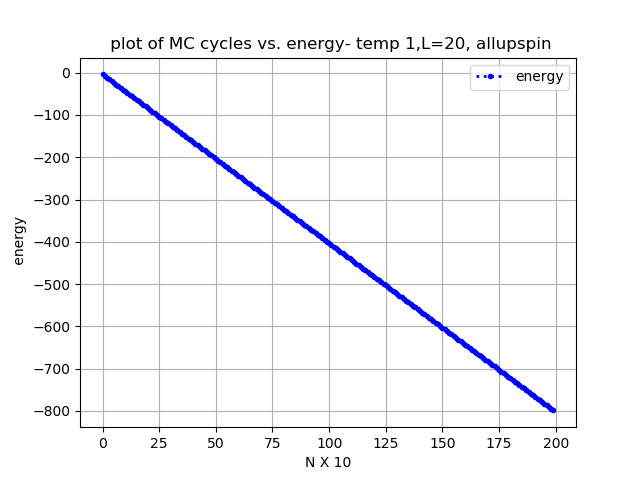 plot of MC cycles vs. energy- temp 1,L=20, allupspin
energy
0
−100
−200
−300
−400
−500
−600
−700
−800
energy
0 25 50 75 100 125 150 175 200
N X 10